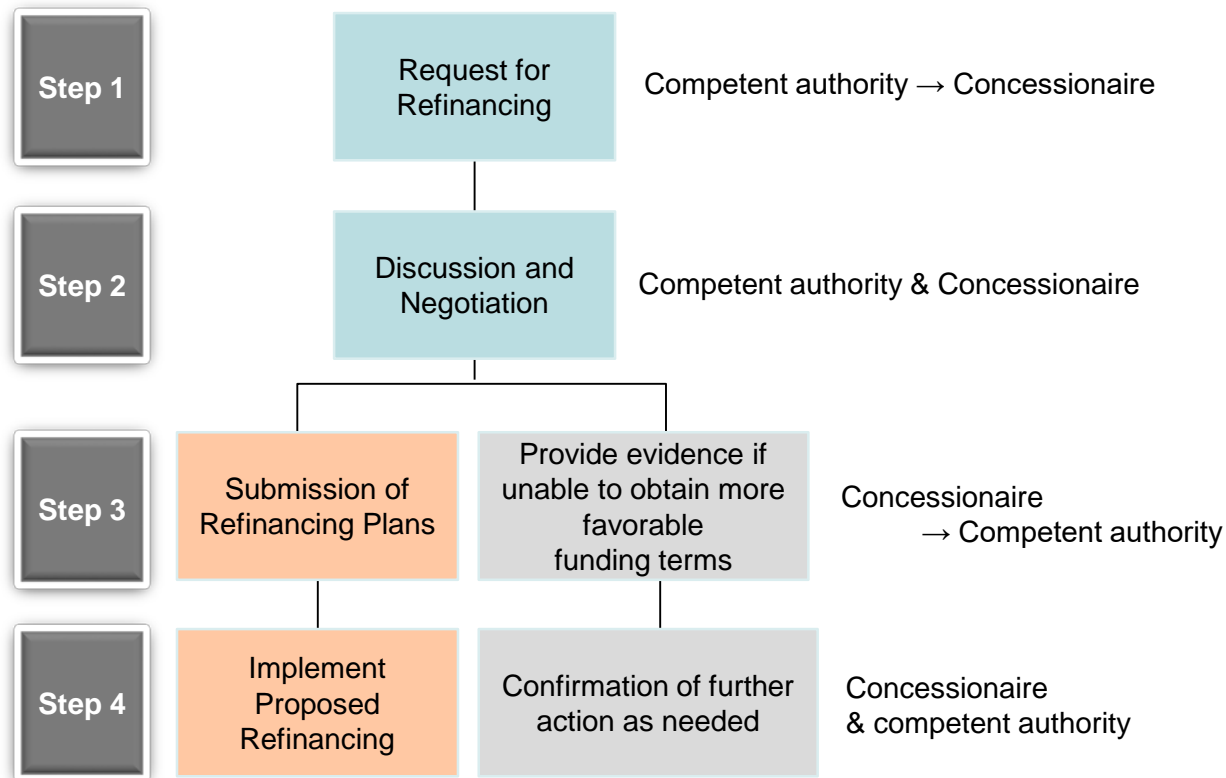 Step 1
Request for
Refinancing
Competent authority → Concessionaire
Step 2
Discussion and
Negotiation
Competent authority & Concessionaire
Step 3
Submission of
Refinancing Plans
Provide evidence if
unable to obtain more
favorable
funding terms
Concessionaire
→ Competent authority
Step 4
Implement
Proposed
Refinancing
Confirmation of further
action as needed
Concessionaire
& competent authority